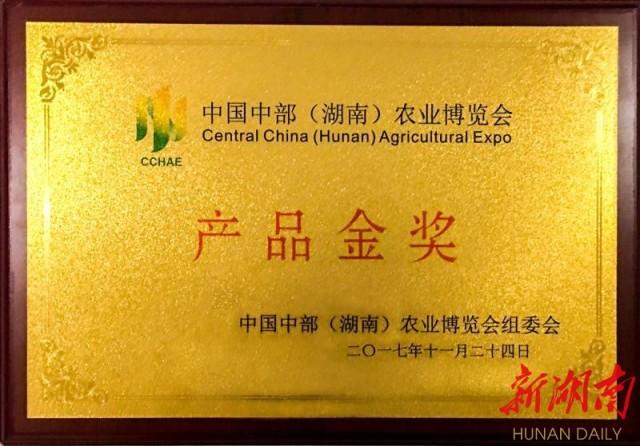 中国中部（湖南）农业博览会
Central China (Hunan) Agricultural Expo
CCHAE
产品金奖
中国中部（湖南）农业博览会组委会
二〇一七年十一月二十四日
新湖南
HUNAN DAILY